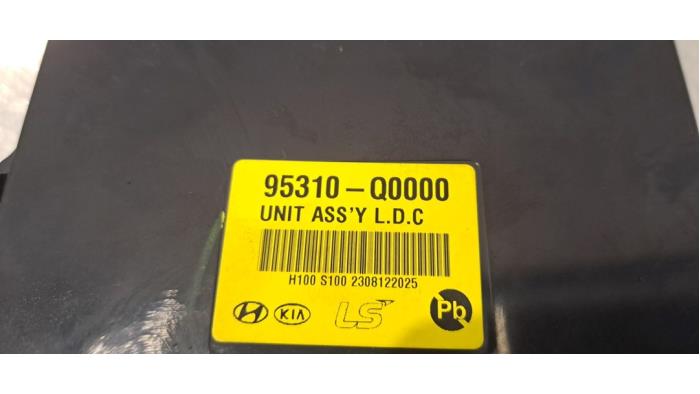 95310-Q0000
UNIT ASS'Y L.D.C
H100 S100 2308122025
KIA LS Pb